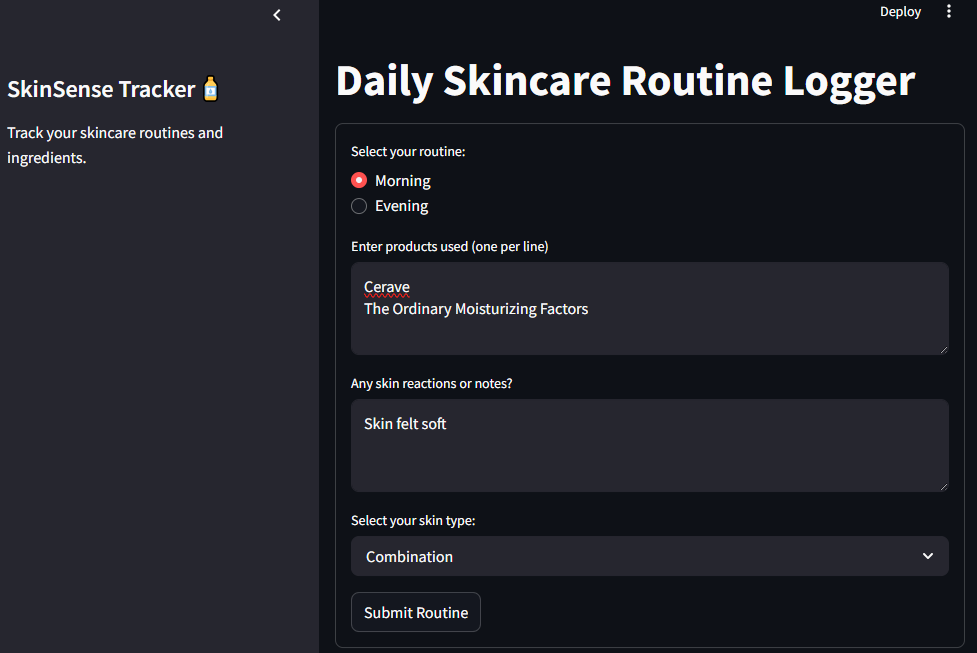 Deploy
SkinSense Tracker
Track your skincare routines and
ingredients.
Daily Skincare Routine Logger
Select your routine:
Morning
Evening
Enter products used (one per line)
Cerave
The Ordinary Moisturizing Factors
Any skin reactions or notes?
Skin felt soft
Select your skin type:
Combination
Submit Routine